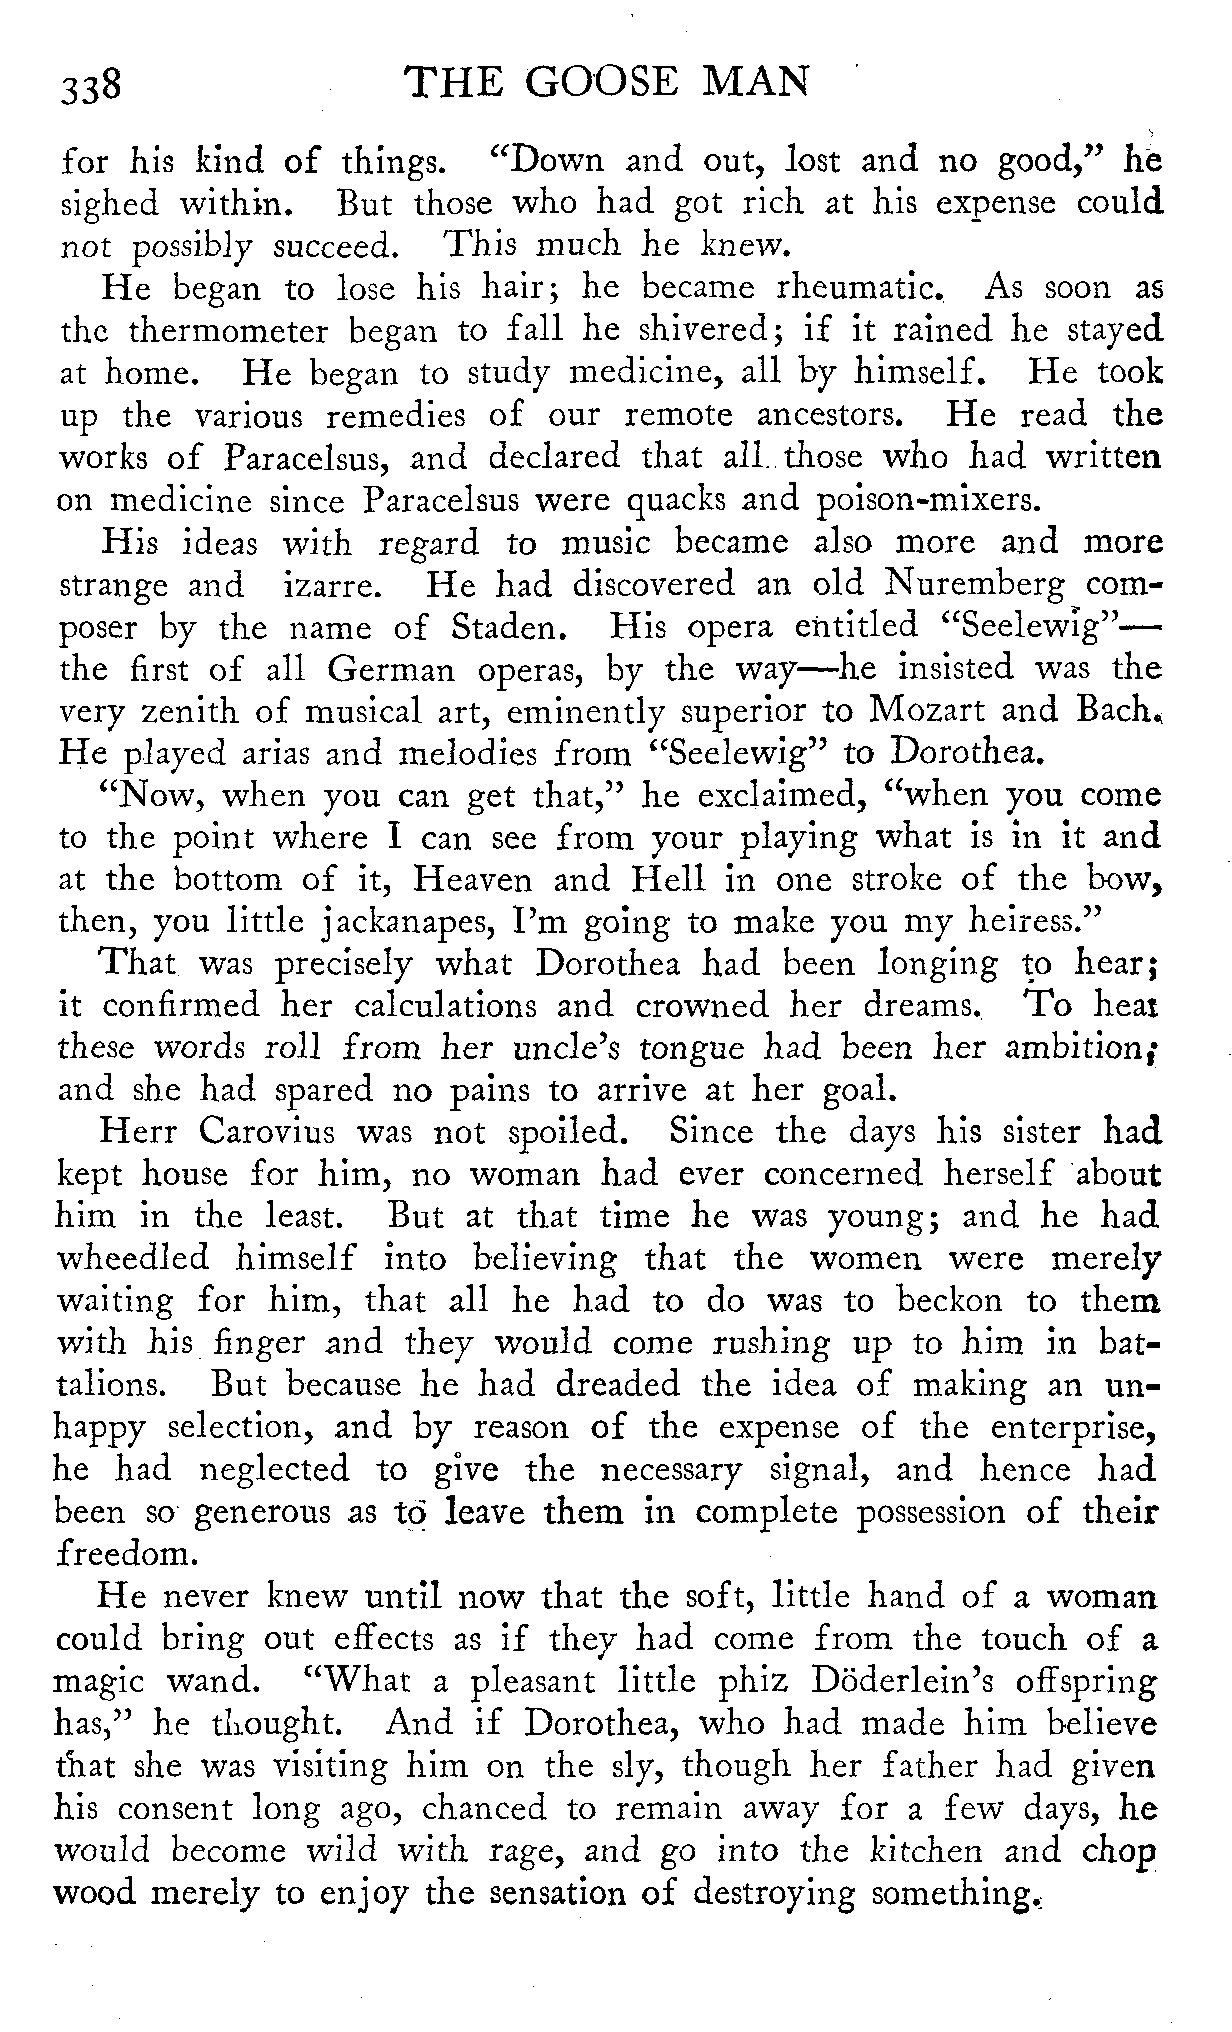 338 THE GOOSE MAN
for his kind of things. “Down and out, lost and no good,” he
sighed within. But those who had got rich at his expense could
not possibly succeed. This much he knew.
He began to lose his hair; he became rheumatic. As soon as
the thermometer began to fall he shivered; if it rained he stayed
at home. He began to study medicine, all by himself. He took
up the various remedies of our remote ancestors. He read the
works of Paracelsus, and declared that all those who had written
on medicine since Paracelsus were quacks and poison-mixers.
His ideas with regard to music became also more and more
strange and izarre. He had discovered an old Nuremberg com-
poser by the name of Staden. His opera entitled “Seelewig”—
the first of all German operas, by the way—he insisted was the
very zenith of musical art, eminently superior to Mozart and Bach.
He played arias and melodies from “Seelewig” to Dorothea.
“Now, when you can get that,” he exclaimed, “when you come
to the point where I can see from your playing what is in it and
at the bottom of it, Heaven and Hell in one stroke of the bow,
then, you little jackanapes, I’m going to make you my heiress.”
That was precisely what Dorothea had been longing to hear;
it confirmed her calculations and crowned her dreams. To hear
these words roll from her uncle’s tongue had been her ambition;
and she had spared no pains to arrive at her goal.
Herr Carovius was not spoiled. Since the days his sister had
kept house for him, no woman had ever concerned herself about
him in the least. But at that time he was young; and he had
wheedled himself into believing that the women were merely
waiting for him, that all he had to do was to beckon to them
with his finger and they would come rushing up to him in bat-
talions. But because he had dreaded the idea of making an un-
happy selection, and by reason of the expense of the enterprise,
he had neglected to give the necessary signal, and hence had
been so generous as to leave them in complete possession of their
freedom.
He never knew until now that the soft, little hand of a woman
could bring out effects as if they had come from the touch of a
magic wand. “What a pleasant little phiz Döderlein’s offspring
has,” he thought. And if Dorothea, who had made him believe
that she was visiting him on the sly, though her father had given
his consent long ago, chanced to remain away for a few days, he
would become wild with rage, and go into the kitchen and chop
wood merely to enjoy the sensation of destroying something.